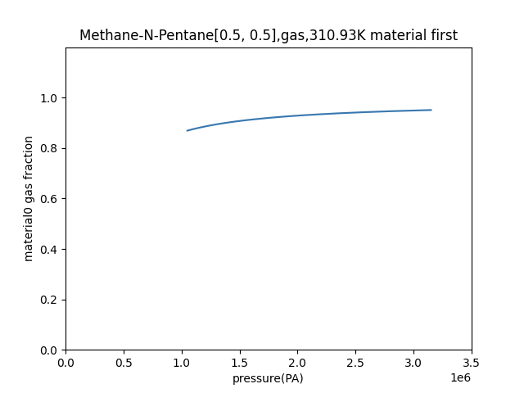 Methane-N-Pentane[0.5, 0.5],gas,310.93K material first
material0 gas fraction
1.0
0.8
0.6
0.4
0.2
0.0
0.0 0.5 1.0 1.5 2.0 2.5 3.0 3.5
1e6
pressure(PA)